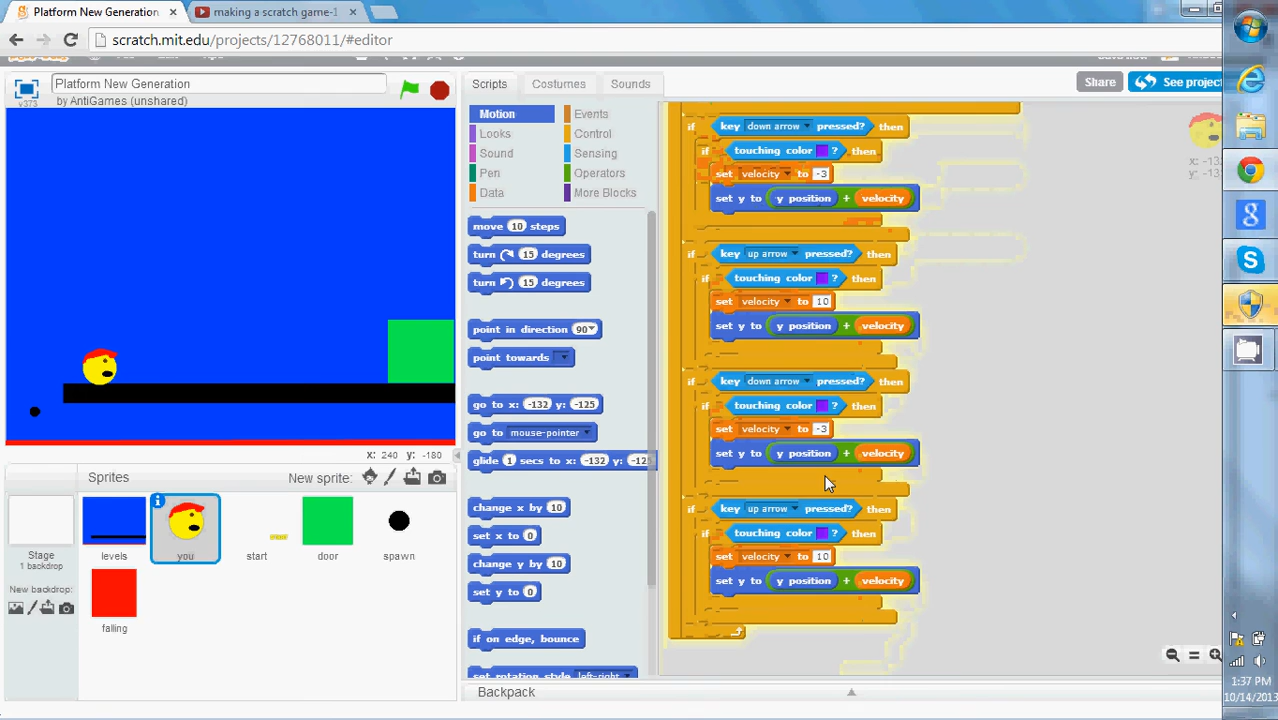 Platform New Generation
making a scratch game-1
scratch.mit.edu/projects/12768011/#editor
Platform New Generation
by AntiGames (unshared)
v373
Scripts
Costumes
Sounds
Share
See project
Motion
Events
Looks
Control
Sound
Sensing
Pen
Operators
Data
More Blocks
move 10 steps
turn 15 degrees
turn 15 degrees
point in direction 90
point towards
go to x: -132 y: -125
go to mouse-pointer
glide 1 secs to x: -132 y: -125
change x by 10
set x to 0
change y by 10
set y to 0
if on edge, bounce
set rotation style left-right
if key down arrow pressed? then
if touching color ? then
set velocity to -3
set y to y position + velocity
if key up arrow pressed? then
if touching color ? then
set velocity to 10
set y to y position + velocity
if key down arrow pressed? then
if touching color ? then
set velocity to -3
set y to y position + velocity
if key up arrow pressed? then
if touching color ? then
set velocity to 10
set y to y position + velocity
x: 240 y: -180
Sprites
New sprite:
Stage
1 backdrop
New backdrop:
levels
you
start
door
spawn
falling
Backpack
1:37 PM
10/14/2013